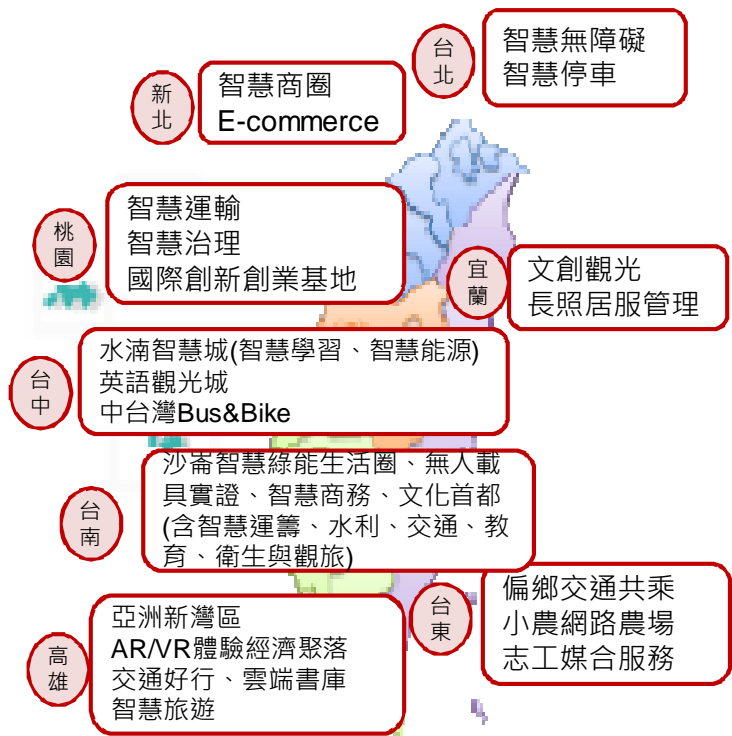 台
北
智慧無障礙
智慧停車
新
北
智慧商圈
E-commerce
桃
園
智慧運輸
智慧治理
國際創新創業基地
宜
蘭
文創觀光
長照居服管理
台
中
水湳智慧城(智慧學習、智慧能源)
英語觀光城
中台灣Bus&Bike
台
南
沙崙智慧綠能生活圈、無人載
具實證、智慧商務、文化首都
(含智慧運籌、水利、交通、教
育、衛生與觀旅)
台
東
偏鄉交通共乘
小農網路農場
志工媒合服務
高
雄
亞洲新灣區
AR/VR體驗經濟聚落
交通好行、雲端書庫
智慧旅遊